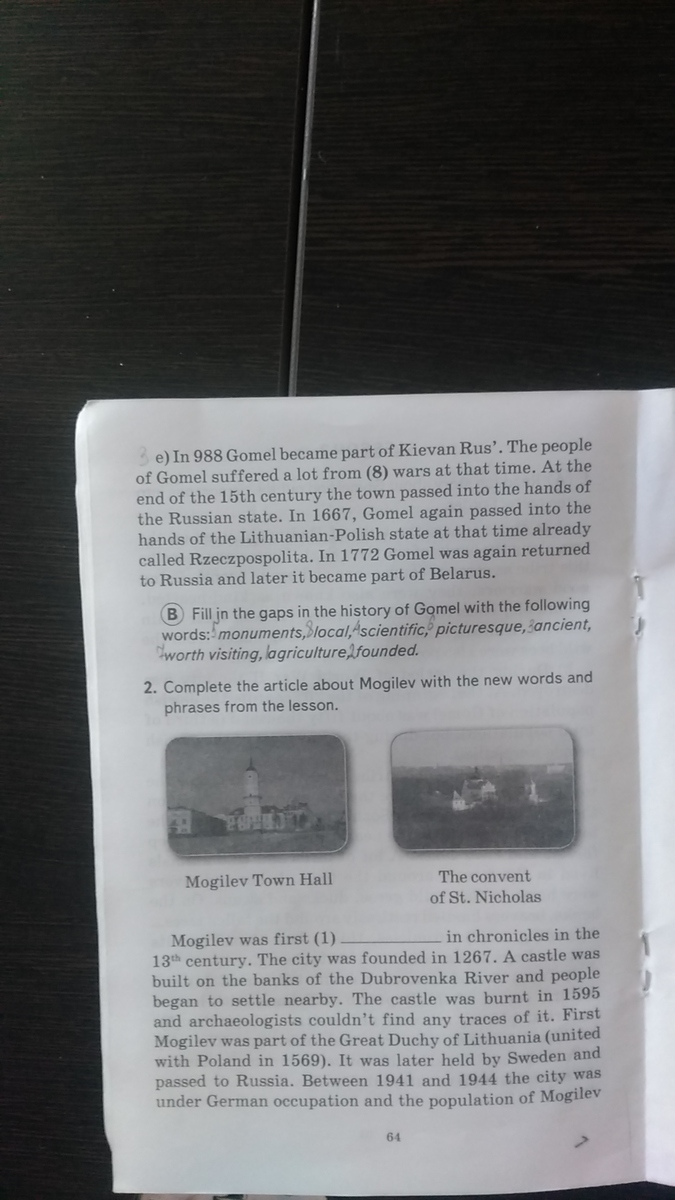 3 e) In 988 Gomel became part of Kievan Rus’. The people
of Gomel suffered a lot from (8) wars at that time. At the
end of the 15th century the town passed into the hands of
the Russian state. In 1667, Gomel again passed into the
hands of the Lithuanian-Polish state at that time already
called Rzeczpospolita. In 1772 Gomel was again returned
to Russia and later it became part of Belarus.
B Fill in the gaps in the history of Gomel with the following
words: 5 monuments, 8 local, 4 scientific, 6 picturesque, 3 ancient,
7 worth visiting, 1 agriculture, 2 founded.
2. Complete the article about Mogilev with the new words and
phrases from the lesson.
Mogilev Town Hall
The convent
of St. Nicholas
Mogilev was first (1) __________ in chronicles in the
13th century. The city was founded in 1267. A castle was
built on the banks of the Dubrovenka River and people
began to settle nearby. The castle was burnt in 1595
and archaeologists couldn’t find any traces of it. First
Mogilev was part of the Great Duchy of Lithuania (united
with Poland in 1569). It was later held by Sweden and
passed to Russia. Between 1941 and 1944 the city was
under German occupation and the population of Mogilev
64